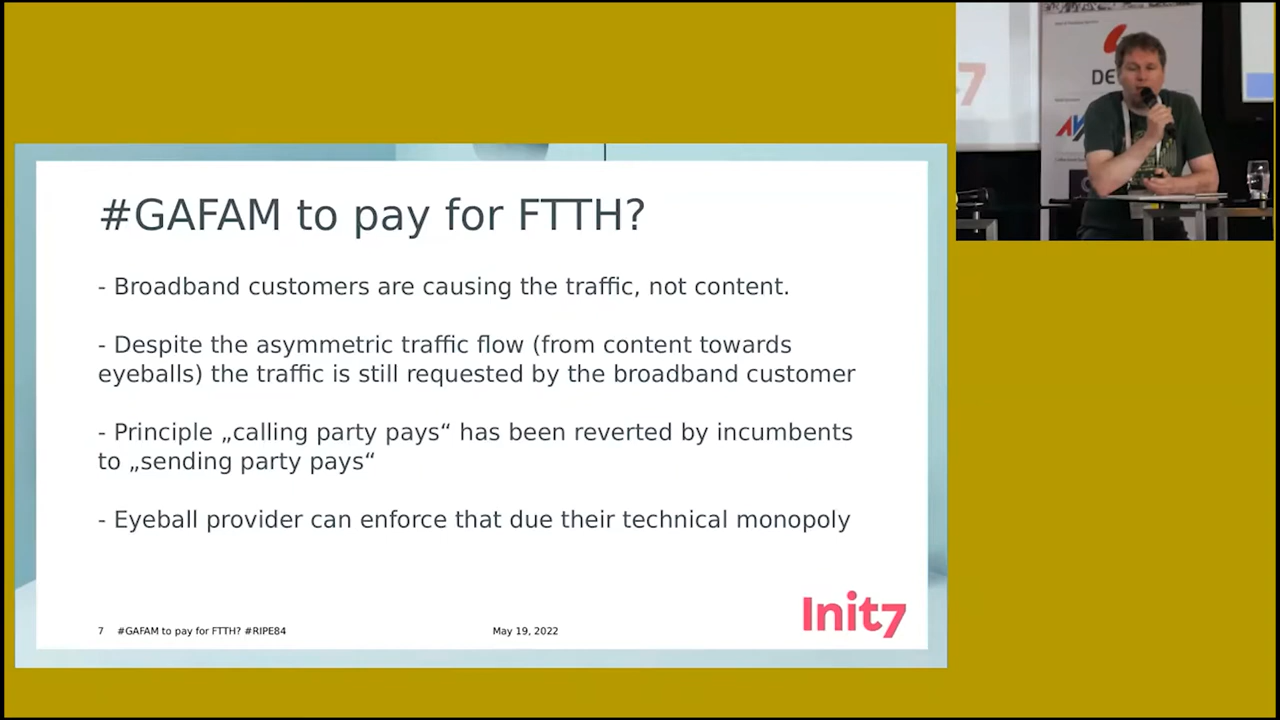 #GAFAM to pay for FTTH?
- Broadband customers are causing the traffic, not content.
- Despite the asymmetric traffic flow (from content towards
eyeballs) the traffic is still requested by the broadband customer
- Principle „calling party pays“ has been reverted by incumbents
to „sending party pays“
- Eyeball provider can enforce that due their technical monopoly
7 #GAFAM to pay for FTTH? #RIPE84 May 19, 2022
Init7
7
DE